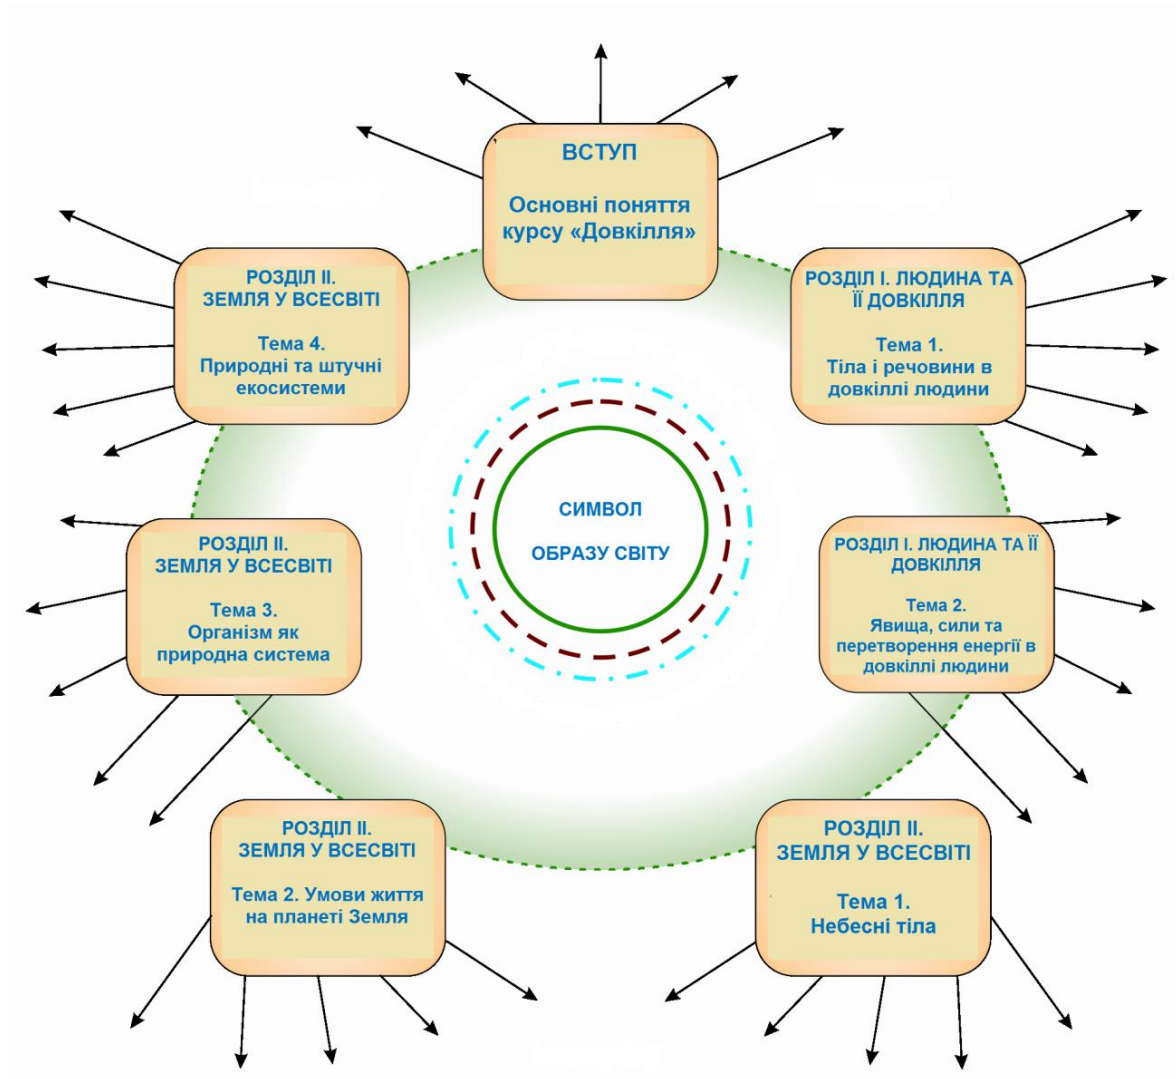 ВСТУП
Основні поняття
курсу «Довкілля»
РОЗДІЛ І. ЛЮДИНА ТА
ЇЇ ДОВКІЛЛЯ
Тема 1.
Тіла і речовини в
довкіллі людини
РОЗДІЛ І. ЛЮДИНА ТА ЇЇ
ДОВКІЛЛЯ
Тема 2.
Явища, сили та
перетворення енергії в
довкіллі людини
РОЗДІЛ ІІ.
ЗЕМЛЯ У ВСЕСВІТІ
Тема 1.
Небесні тіла
РОЗДІЛ ІІ.
ЗЕМЛЯ У ВСЕСВІТІ
Тема 2. Умови життя
на планеті Земля
РОЗДІЛ ІІ.
ЗЕМЛЯ У ВСЕСВІТІ
Тема 3.
Організм як
природна система
РОЗДІЛ ІІ.
ЗЕМЛЯ У ВСЕСВІТІ
Тема 4.
Природні та штучні
екосистеми
СИМВОЛ
ОБРАЗУ СВІТУ